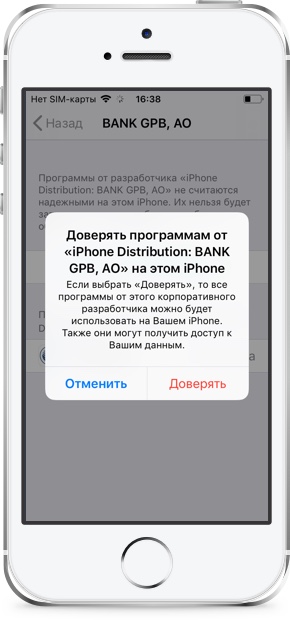 Нет SIM-карты 16:38
Назад BANK GPB, AO
Программы от разработчика «iPhone
Distribution: BANK GPB, AO» не считаются
надежными на этом iPhone. Их нельзя будет
Доверять программам от
«iPhone Distribution: BANK
GPB, AO» на этом iPhone
Если выбрать «Доверять», то все
программы от этого корпоративного
разработчика можно будет
использовать на Вашем iPhone.
Также они могут получить доступ к
Вашим данным.
Отменить Доверять